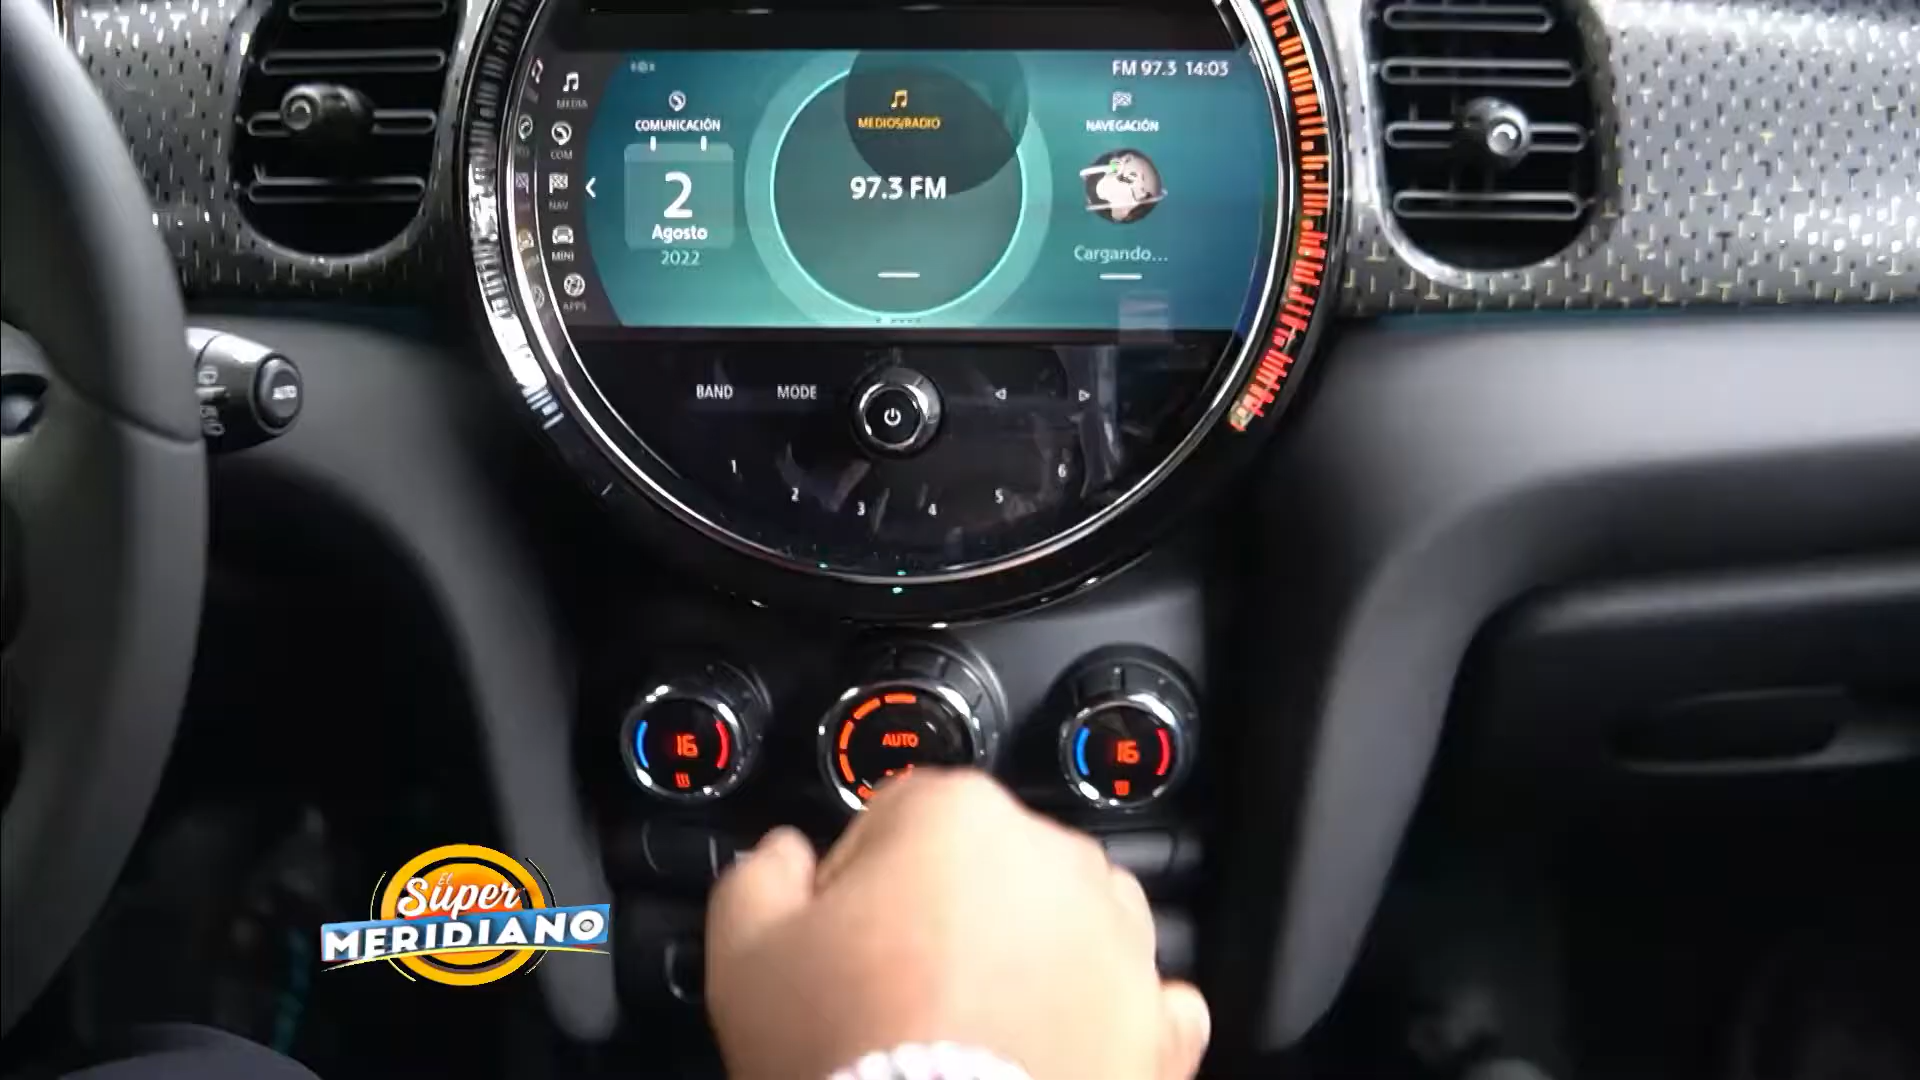 FM 97.3 14:03
MEDIA
COM
NAV
MINI
APPS
COMUNICACIÓN
2
Agosto
2022
MEDIOS/RADIO
97.3 FM
NAVEGACIÓN
Cargando...
BAND
MODE
1
2
3
4
5
6
AUTO
16
AUTO
16
El
Súper
MERIDIANO